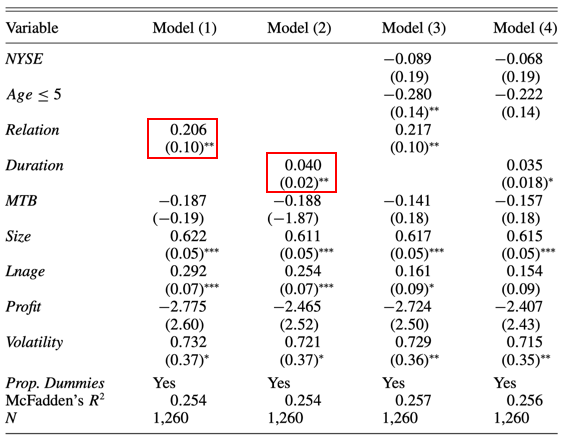 Variable Model (1) Model (2) Model (3) Model (4)
NYSE −0.089 −0.068
(0.19) (0.19)
Age ≤ 5 −0.280 −0.222
(0.14)** (0.14)
Relation 0.206 0.217
(0.10)** (0.10)**
Duration 0.040 0.035
(0.02)** (0.018)*
MTB −0.187 −0.188 −0.141 −0.157
(−0.19) (−1.87) (0.18) (0.18)
Size 0.622 0.611 0.617 0.615
(0.05)*** (0.05)*** (0.05)*** (0.05)***
Lnage 0.292 0.254 0.161 0.154
(0.07)*** (0.07)*** (0.09)* (0.09)
Profit −2.775 −2.465 −2.724 −2.407
(2.60) (2.52) (2.50) (2.43)
Volatility 0.732 0.721 0.729 0.715
(0.37)* (0.37)* (0.36)** (0.35)**
Prop. Dummies Yes Yes Yes Yes
McFadden's R² 0.254 0.254 0.257 0.256
N 1,260 1,260 1,260 1,260